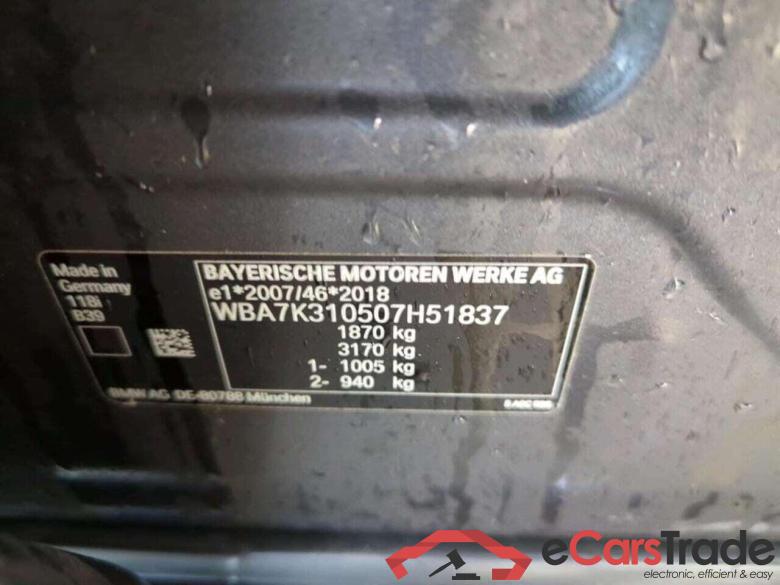 Made in
Germany
118i
B39
BAYERISCHE MOTOREN WERKE AG
e1*2007/46*2018
WBA7K310507H51837
1870 kg
3170 kg
1- 1005 kg
2- 940 kg
BMW AG DE-80788 München
eCarsTrade
electronic, efficient & easy